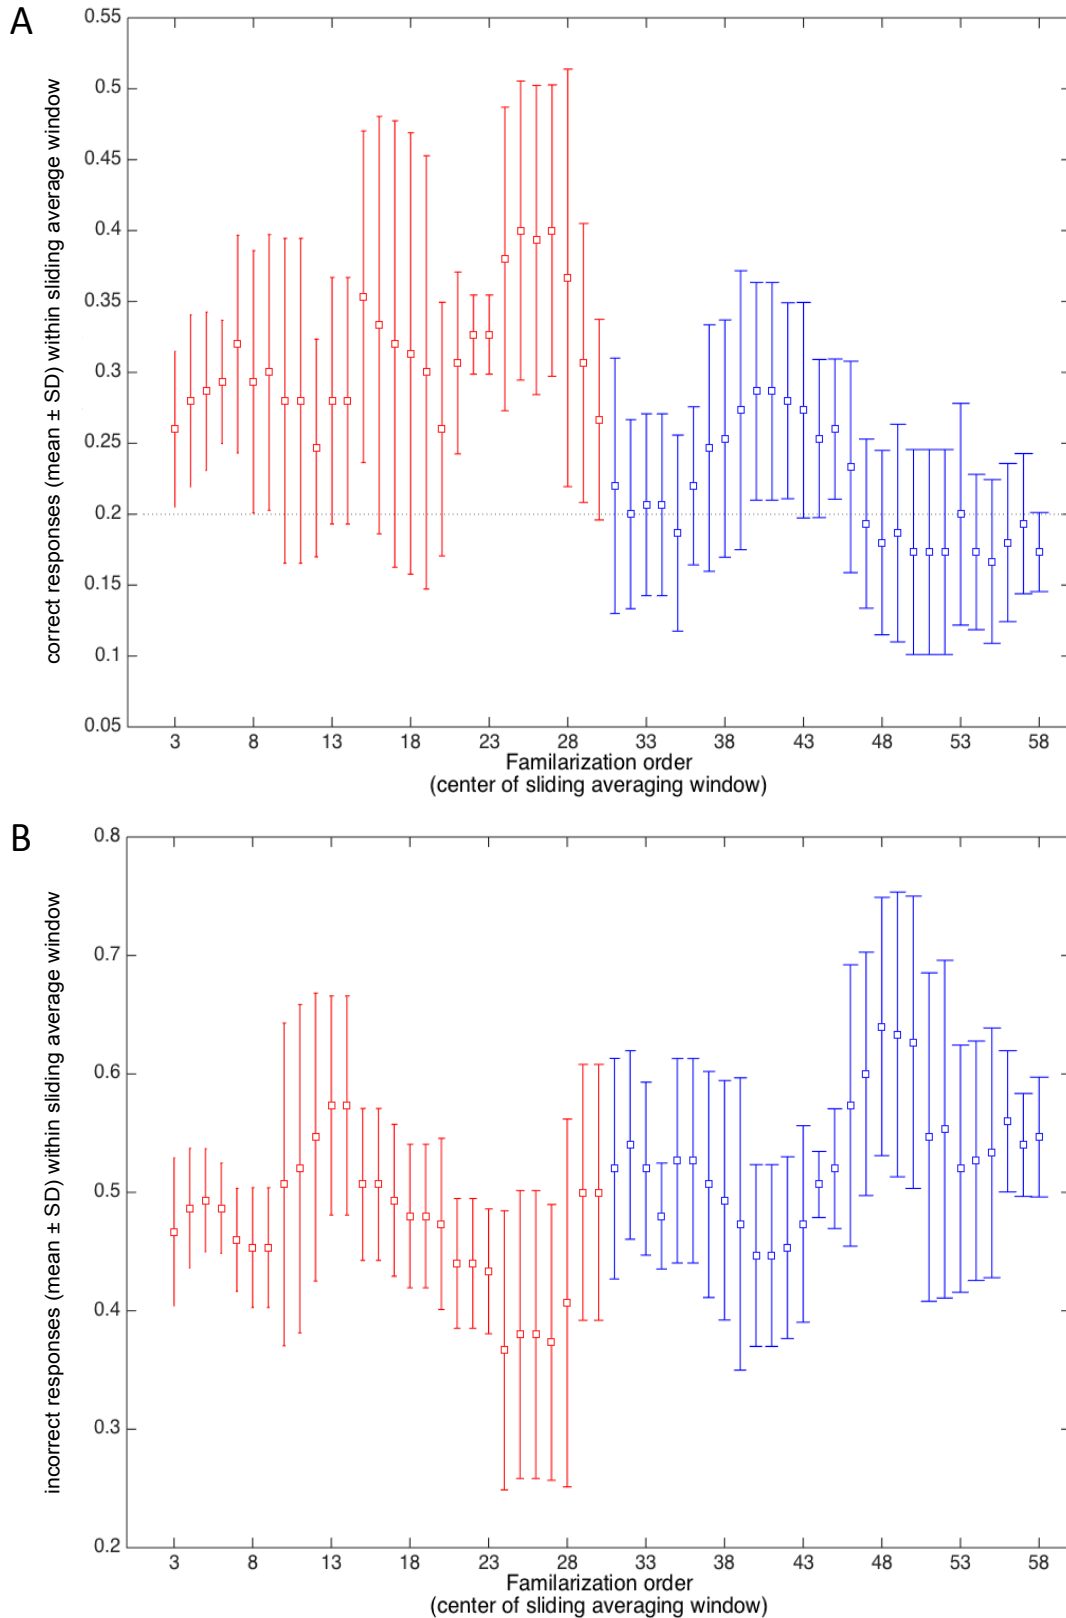 A
correct responses (mean ± SD) within sliding average window
0.55
0.5
0.45
0.4
0.35
0.3
0.25
0.2
0.15
0.1
0.05
3 8 13 18 23 28 33 38 43 48 53 58
Familarization order
(center of sliding averaging window)
B
incorrect responses (mean ± SD) within sliding average window
0.8
0.7
0.6
0.5
0.4
0.3
0.2
3 8 13 18 23 28 33 38 43 48 53 58
Familarization order
(center of sliding averaging window)